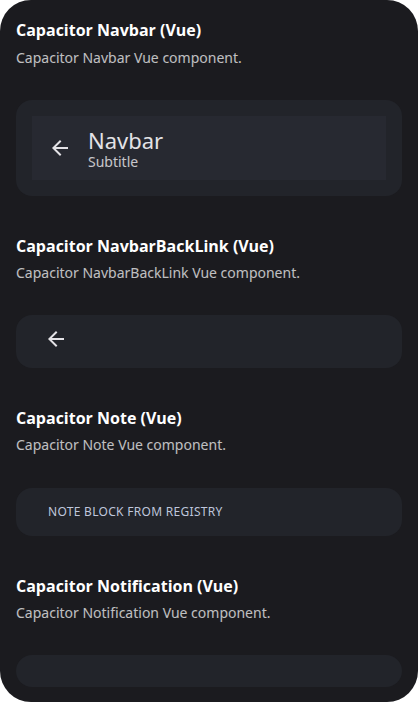 Capacitor Navbar (Vue)
Capacitor Navbar Vue component.
Navbar
Subtitle
Capacitor NavbarBackLink (Vue)
Capacitor NavbarBackLink Vue component.
Capacitor Note (Vue)
Capacitor Note Vue component.
NOTE BLOCK FROM REGISTRY
Capacitor Notification (Vue)
Capacitor Notification Vue component.